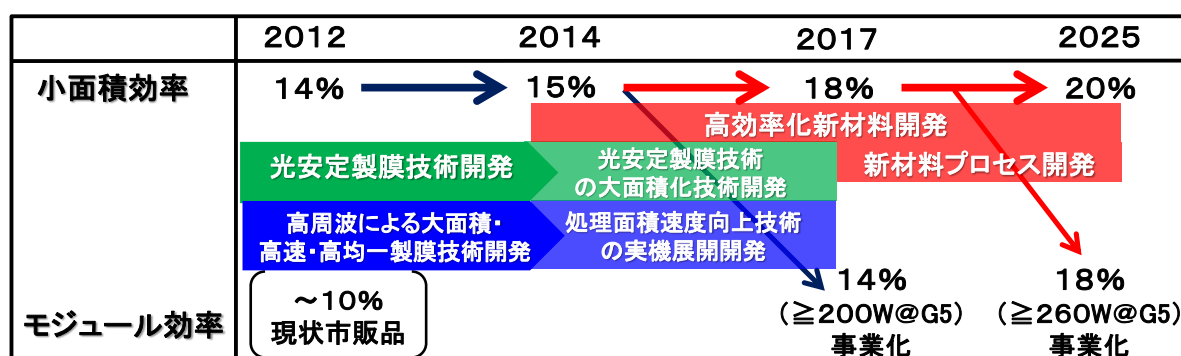 2012 2014 2017 2025
小面積効率 14% 15% 18% 20%
高効率化新材料開発
光安定製膜技術開発
光安定製膜技術
の大面積化技術開発
新材料プロセス開発
高周波による大面積・
高速・高均一製膜技術開発
処理面積速度向上技術
の実機展開開発
モジュール効率
～10%
現状市販品
14%
(≧200W@G5)
事業化
18%
(≧260W@G5)
事業化